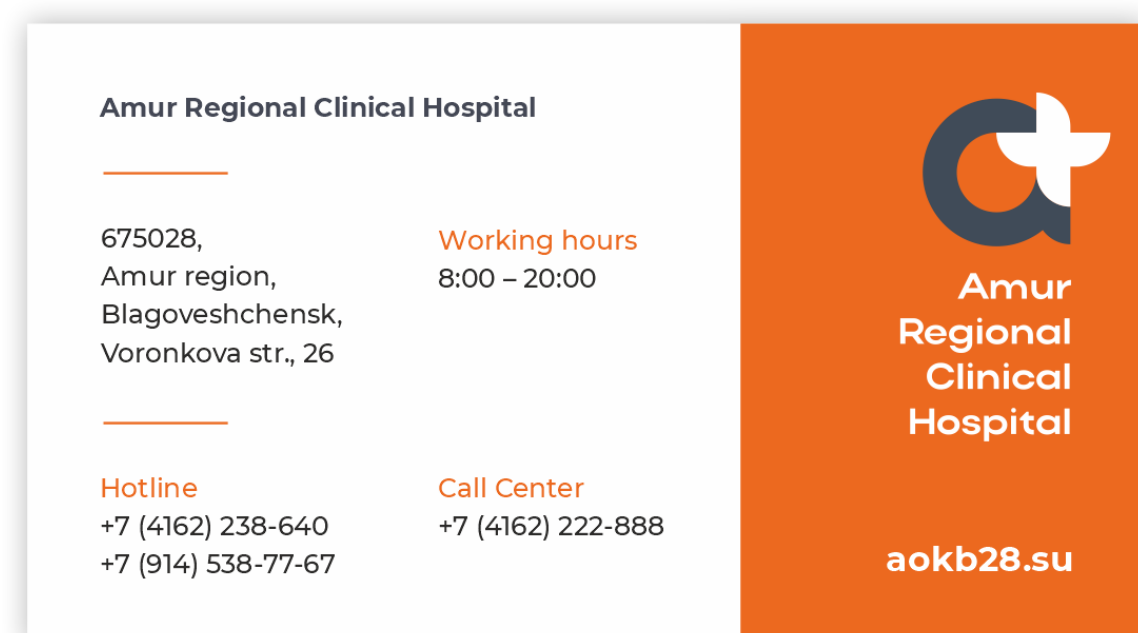 Amur Regional Clinical Hospital
675028,
Amur region,
Blagoveshchensk,
Voronkova str., 26
Working hours
8:00 – 20:00
Hotline
+7 (4162) 238-640
+7 (914) 538-77-67
Call Center
+7 (4162) 222-888
Amur
Regional
Clinical
Hospital
aokb28.su